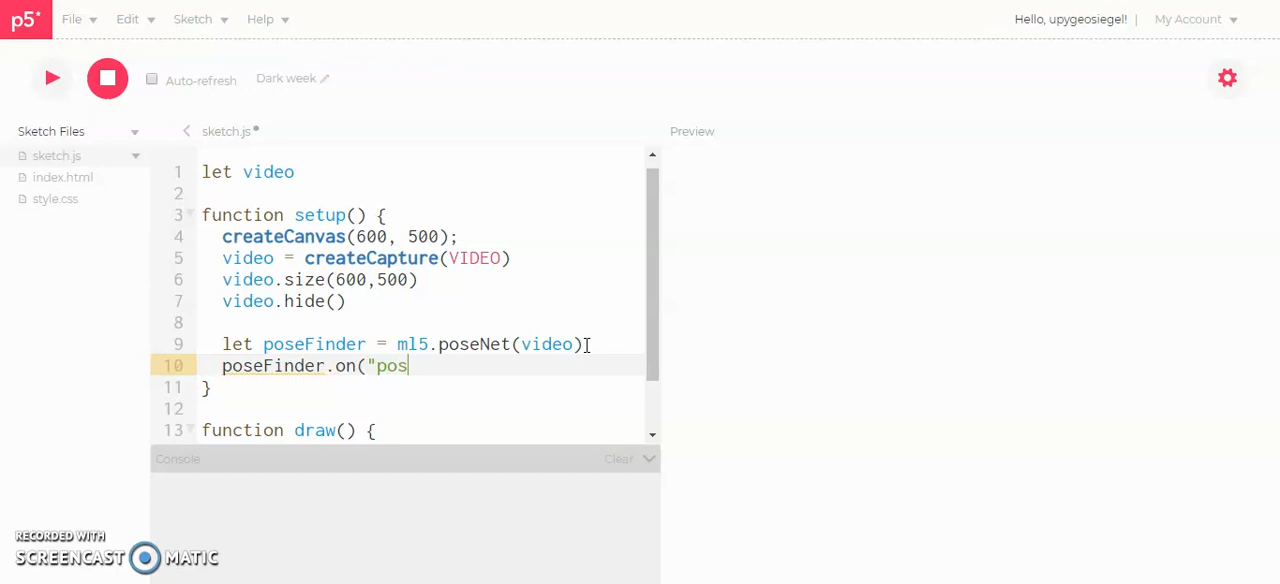 p5* File Edit Sketch Help Hello, upygeosiegel! | My Account
Auto-refresh Dark week
Sketch Files sketch.js Preview
sketch.js
index.html
style.css
1 let video
2
3 function setup() {
4 createCanvas(600, 500);
5 video = createCapture(VIDEO)
6 video.size(600,500)
7 video.hide()
8
9 let poseFinder = ml5.poseNet(video)
10 poseFinder.on("pos
11 }
12
13 function draw() {
Console Clear
RECORDED WITH
SCREENCAST MATIC